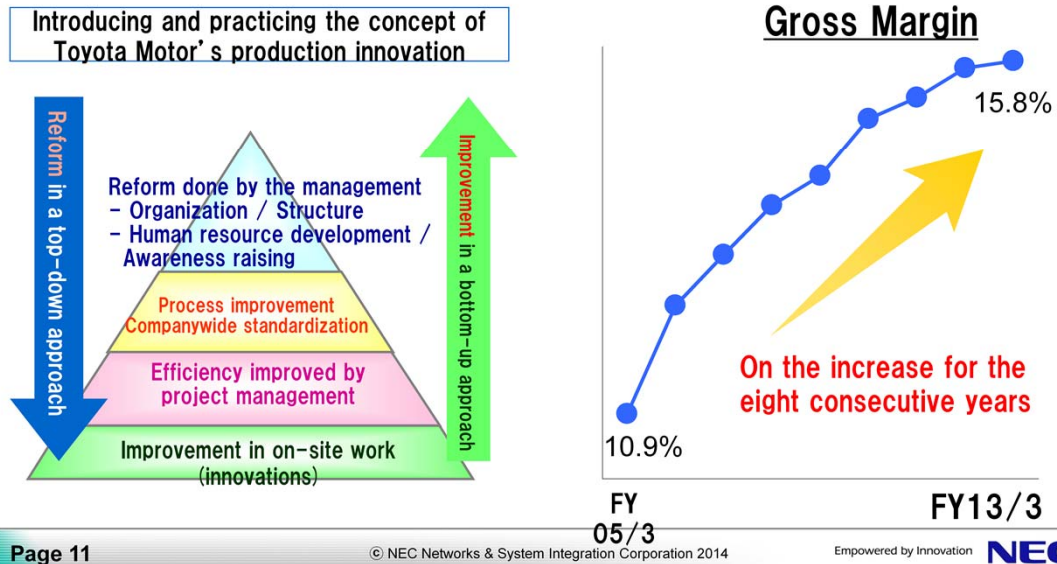 Introducing and practicing the concept of
Toyota Motor's production innovation
Reform in a top-down approach
Reform done by the management
- Organization / Structure
- Human resource development /
Awareness raising
Process improvement
Companywide standardization
Efficiency improved by
project management
Improvement in on-site work
(innovations)
Improvement in a bottom-up approach
Gross Margin
15.8%
10.9%
On the increase for the
eight consecutive years
FY
05/3
FY13/3
Page 11
© NEC Networks & System Integration Corporation 2014
Empowered by Innovation
NEC